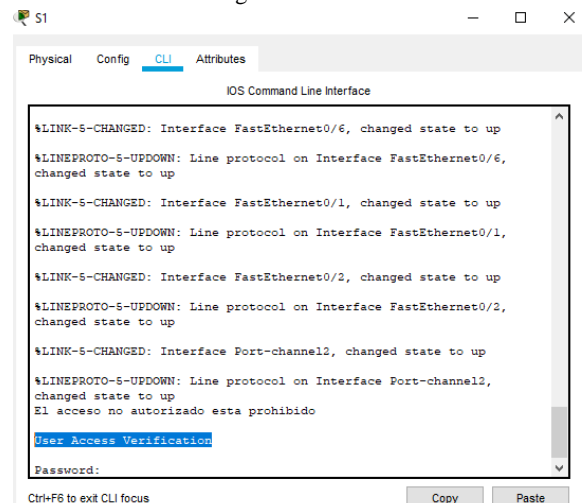 S1
Physical Config CLI Attributes
IOS Command Line Interface
%LINK-5-CHANGED: Interface FastEthernet0/6, changed state to up
%LINEPROTO-5-UPDOWN: Line protocol on Interface FastEthernet0/6,
changed state to up
%LINK-5-CHANGED: Interface FastEthernet0/1, changed state to up
%LINEPROTO-5-UPDOWN: Line protocol on Interface FastEthernet0/1,
changed state to up
%LINK-5-CHANGED: Interface FastEthernet0/2, changed state to up
%LINEPROTO-5-UPDOWN: Line protocol on Interface FastEthernet0/2,
changed state to up
%LINK-5-CHANGED: Interface Port-channel2, changed state to up
%LINEPROTO-5-UPDOWN: Line protocol on Interface Port-channel2,
changed state to up
El acceso no autorizado esta prohibido
User Access Verification
Password:
Ctrl+F6 to exit CLI focus
Copy Paste